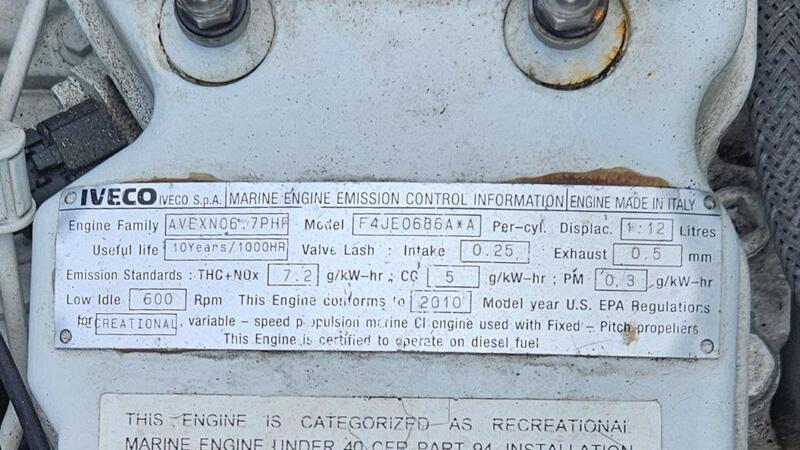 IVECO IVECO S.p.A. MARINE ENGINE EMISSION CONTROL INFORMATION ENGINE MADE IN ITALY
Engine Family AVEXN06.7PHP Model F4JE0686A*A Per-cyl. Displac. 1.12 Litres
Useful life 10Years/1000HR Valve Lash : Intake 0.25 Exhaust 0.5 mm
Emission Standards : THC+NOx 7.2 g/kW-hr ; CO 5 g/kW-hr ; PM 0.3 g/kW-hr
Low Idle 600 Rpm This Engine conforms to 2010 Model year U.S. EPA Regulations
for CREATIONAL, variable - speed propulsion marine CI engine used with Fixed - Pitch propellers
This Engine is certified to operate on diesel fuel
THIS ENGINE IS CATEGORIZED AS RECREATIONAL
MARINE ENGINE UNDER 40 CFR PART 94. INSTALLATION